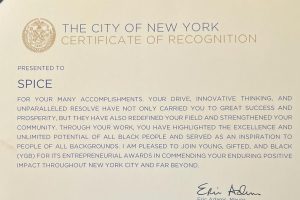 THE CITY OF NEW YORK
CERTIFICATE OF RECOGNITION
PRESENTED TO
SPICE
FOR YOUR MANY ACCOMPLISHMENTS. YOUR DRIVE, INNOVATIVE THINKING, AND
UNPARALLELED RESOLVE HAVE NOT ONLY CARRIED YOU TO GREAT SUCCESS AND
PROSPERITY, BUT THEY HAVE ALSO REDEFINED YOUR FIELD AND STRENGTHENED YOUR
COMMUNITY. THROUGH YOUR WORK, YOU HAVE HIGHLIGHTED THE EXCELLENCE AND
UNLIMITED POTENTIAL OF ALL BLACK PEOPLE AND SERVED AS AN INSPIRATION TO
PEOPLE OF ALL BACKGROUNDS. I AM PLEASED TO JOIN YOUNG, GIFTED, AND BLACK
(YGB) FOR ITS ENTREPRENEURIAL AWARDS IN COMMENDING YOUR ENDURING POSITIVE
IMPACT THROUGHOUT NEW YORK CITY AND FAR BEYOND.
Eric Adams